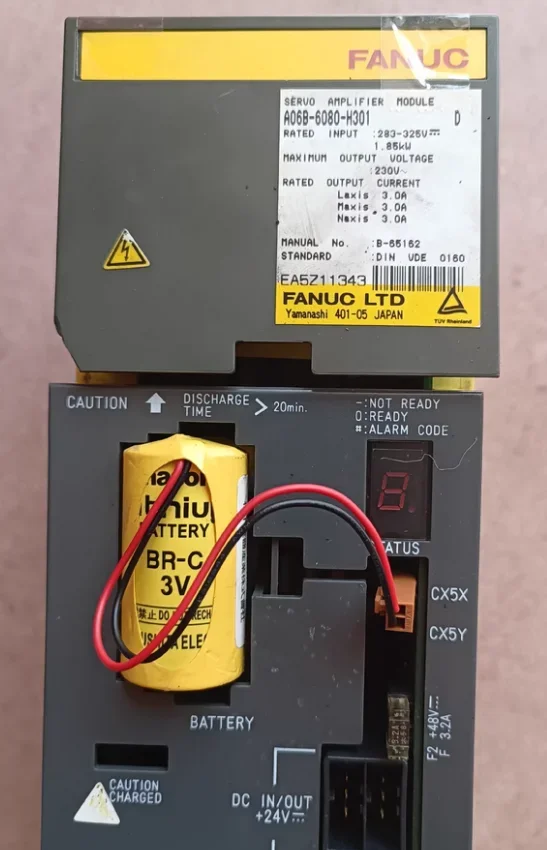 FANUC
SERVO AMPLIFIER MODULE
A06B-6080-H301 D
RATED INPUT :283-325V⎓
1.85kW
MAXIMUM OUTPUT VOLTAGE
:230V~
RATED OUTPUT CURRENT
Laxis 3.0A
Maxis 3.0A
Naxis 3.0A
MANUAL No. :B-65162
STANDARD :DIN VDE 0160
EA5Z11343
FANUC LTD
Yamanashi 401-05 JAPAN
TÜV Rheinland
CAUTION
DISCHARGE
TIME > 20min.
-:NOT READY
0:READY
#:ALARM CODE
BATTERY
BR-C
3V
CX5X
CX5Y
BATTERY
F2 +48V⎓
F 3.2A
CAUTION
CHARGED
DC IN/OUT
+24V⎓